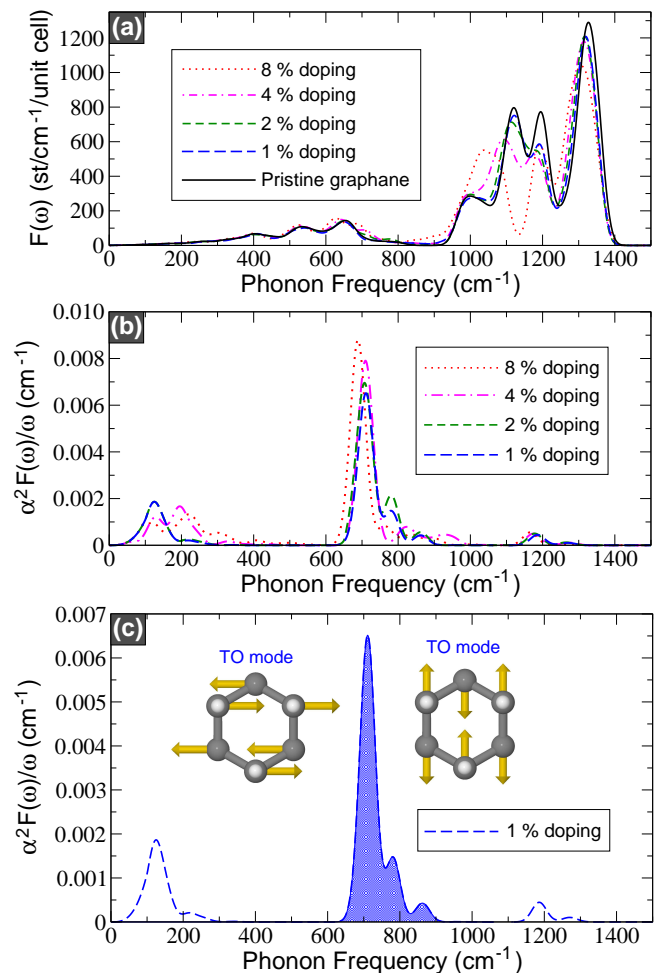 (a)
F(ω) (st/cm⁻¹/unit cell)
1200
1000
800
600
400
200
0
8 % doping
4 % doping
2 % doping
1 % doping
Pristine graphane
0 200 400 600 800 1000 1200 1400
Phonon Frequency (cm⁻¹)
(b)
α² F(ω)/ω (cm⁻¹)
0.010
0.008
0.006
0.004
0.002
0
8 % doping
4 % doping
2 % doping
1 % doping
0 200 400 600 800 1000 1200 1400
Phonon Frequency (cm⁻¹)
(c)
α² F(ω)/ω (cm⁻¹)
0.007
0.006
0.005
0.004
0.003
0.002
0.001
0.000
TO mode
TO mode
1 % doping
0 200 400 600 800 1000 1200 1400
Phonon Frequency (cm⁻¹)